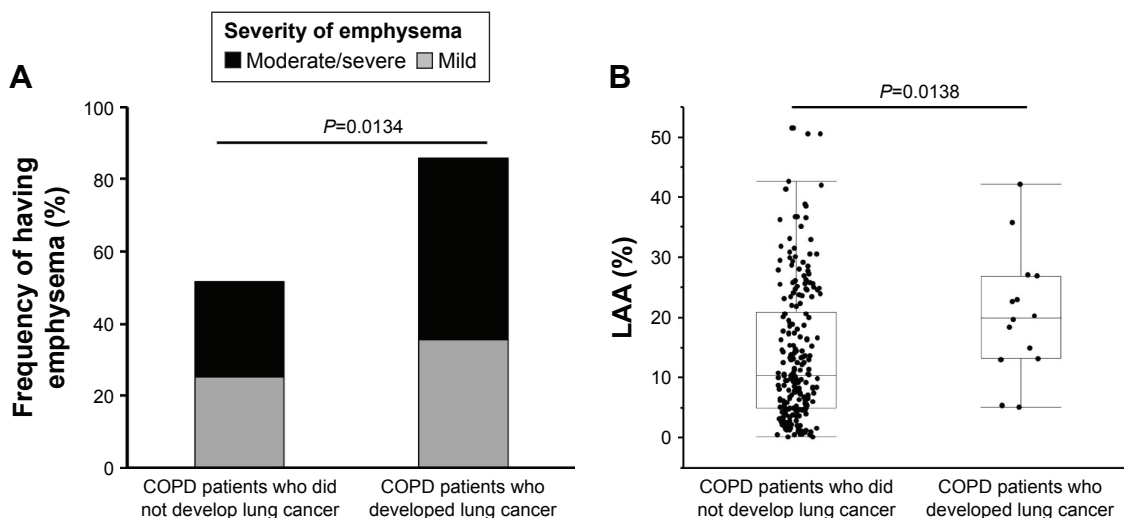 Severity of emphysema
Moderate/severe Mild
A
Frequency of having
emphysema (%)
100
80
60
40
20
0
P=0.0134
COPD patients who did
not develop lung cancer
COPD patients who
developed lung cancer
B
LAA (%)
50
40
30
20
10
0
P=0.0138
COPD patients who did
not develop lung cancer
COPD patients who
developed lung cancer